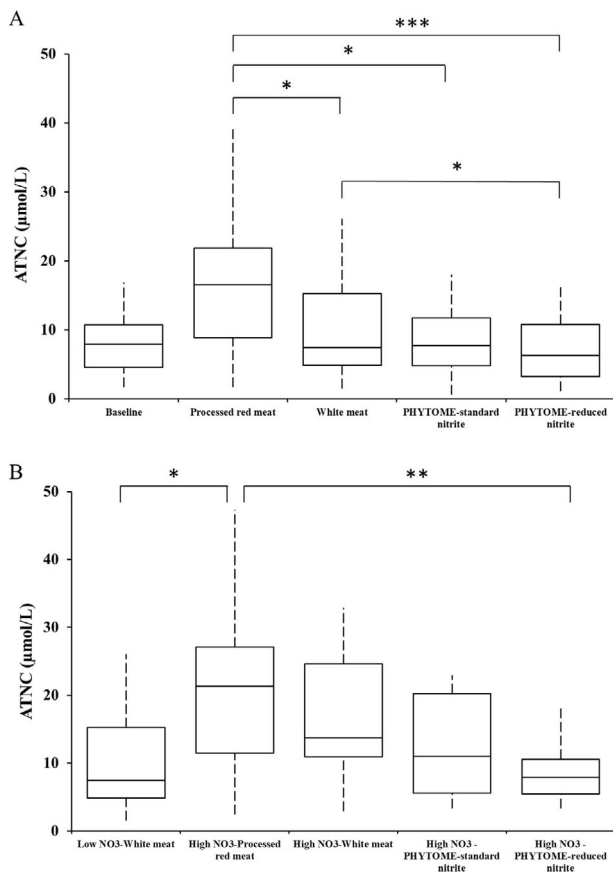 A
***
*
*
*
50
40
30
20
10
0
ATNC (µmol/L)
Baseline
Processed red meat
White meat
PHYTOME-standard
nitrite
PHYTOME-reduced
nitrite
B
*
**
50
40
30
20
10
0
ATNC (µmol/L)
Low NO3-White meat
High NO3-Processed
red meat
High NO3-White meat
High NO3 -
PHYTOME-standard
nitrite
High NO3 -
PHYTOME-reduced
nitrite